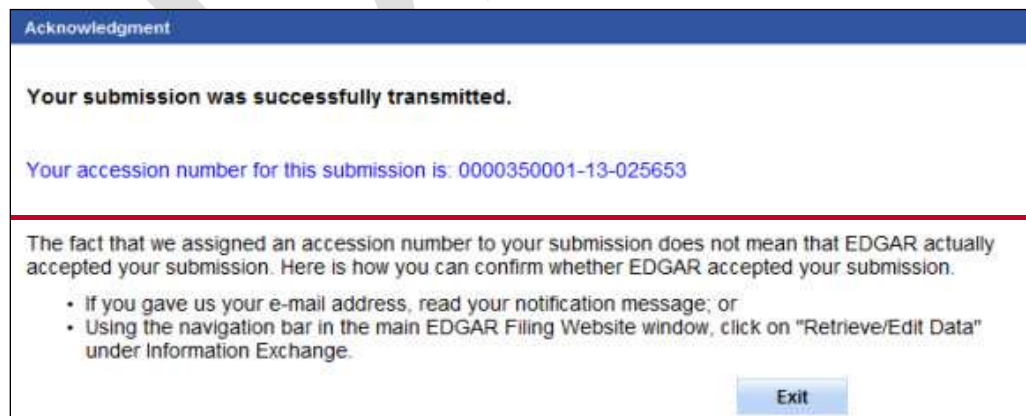 Acknowledgment
Your submission was successfully transmitted.
Your accession number for this submission is: 0000350001-13-025653
The fact that we assigned an accession number to your submission does not mean that EDGAR actually
accepted your submission. Here is how you can confirm whether EDGAR accepted your submission.
• If you gave us your e-mail address, read your notification message; or
• Using the navigation bar in the main EDGAR Filing Website window, click on "Retrieve/Edit Data"
under Information Exchange.
Exit